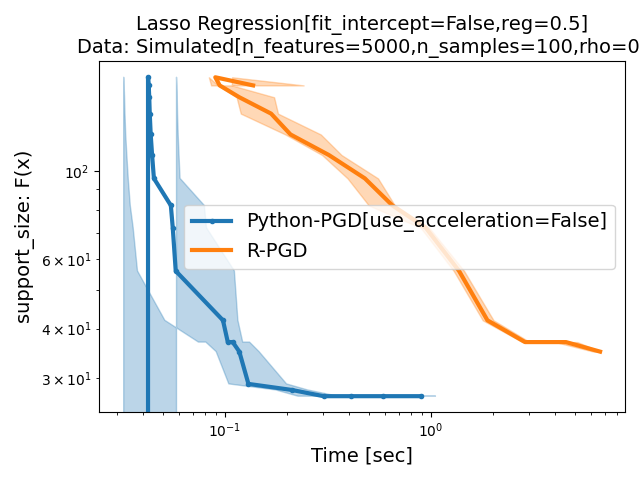 Lasso Regression[fit_intercept=False,reg=0.5]
Data: Simulated[n_features=5000,n_samples=100,rho=0
support_size: F(x)
10²
6 × 10¹
4 × 10¹
3 × 10¹
Python-PGD[use_acceleration=False]
R-PGD
10⁻¹
10⁰
Time [sec]